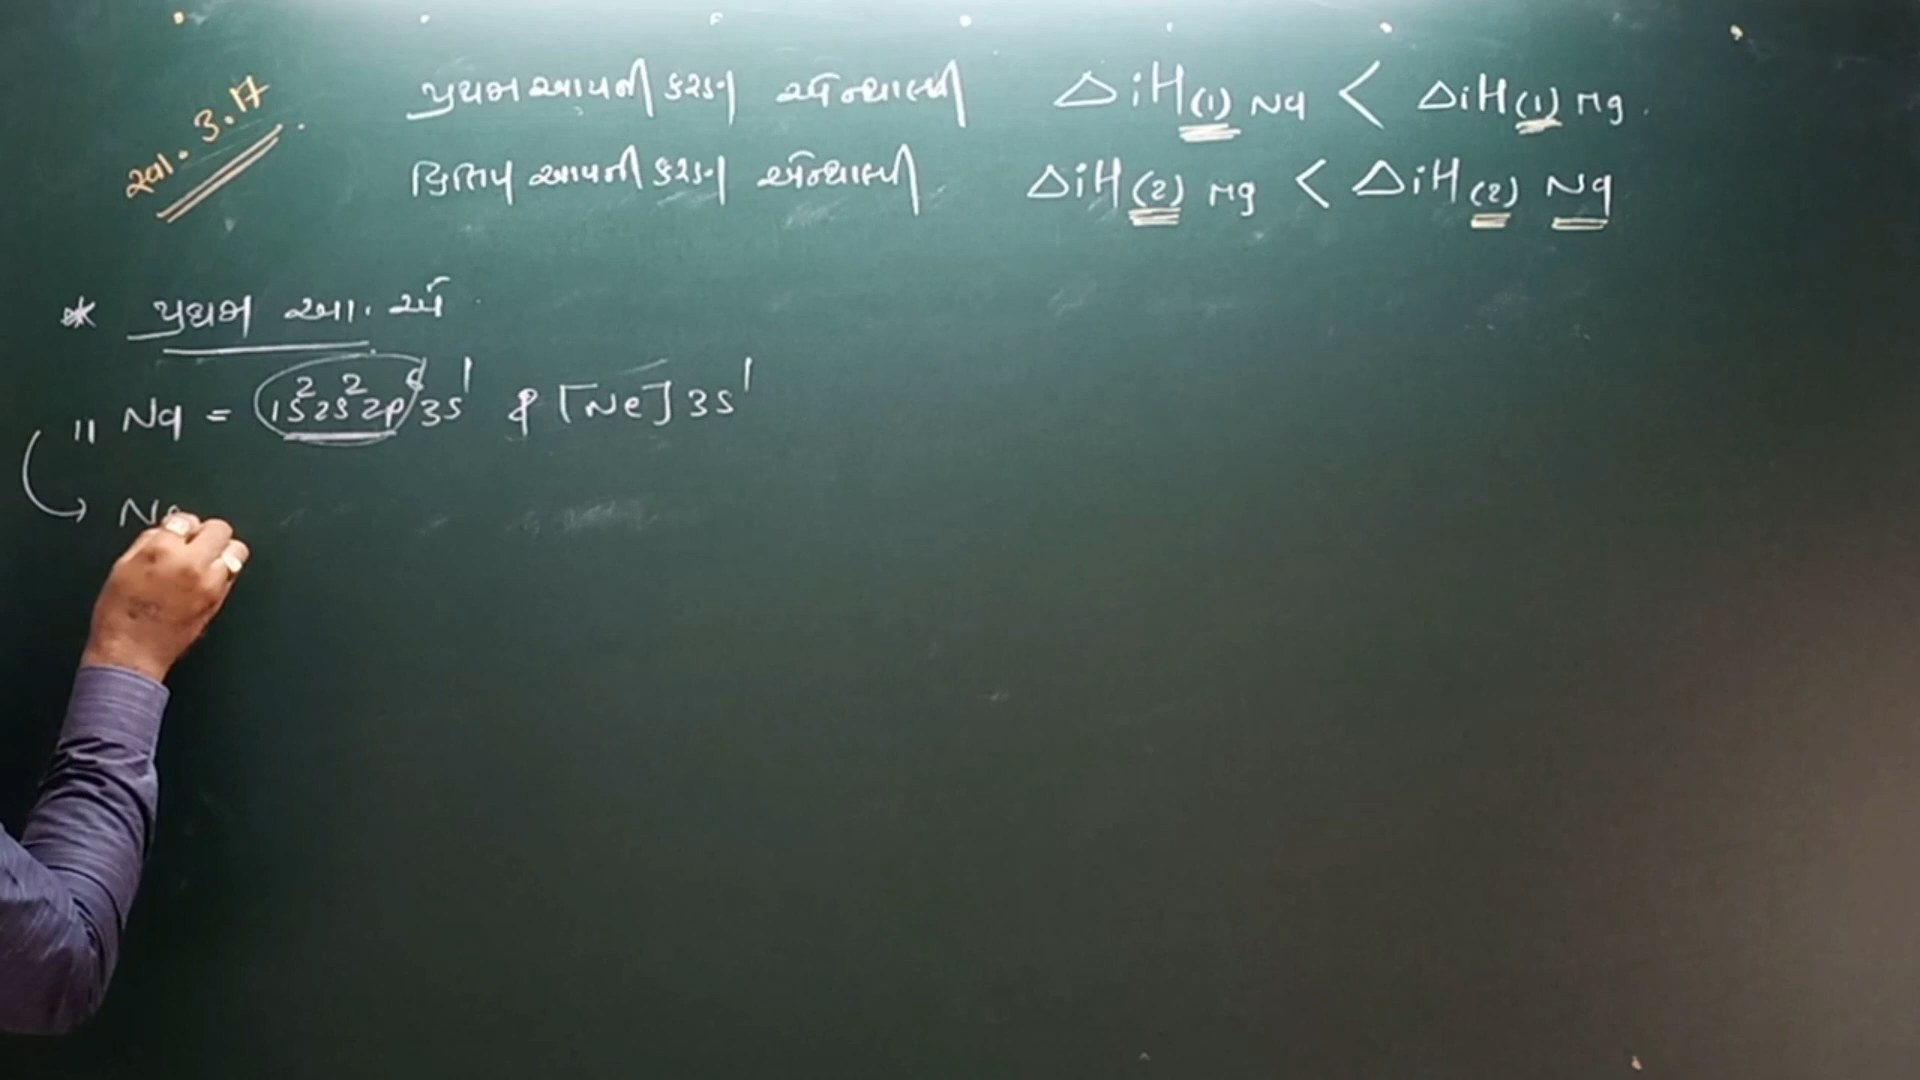 સ્વા. 3.17
પ્રથમ આયનીકરણ એન્થાલ્પી ΔiH(1) Na < ΔiH(1) Mg.
દ્વિતિય આયનીકરણ એન્થાલ્પી ΔiH(2) Mg < ΔiH(2) Na
* પ્રથમ આ. એં
11 Na = 1s² 2s² 2p⁶ 3s¹ & [Ne] 3s¹
→ Na